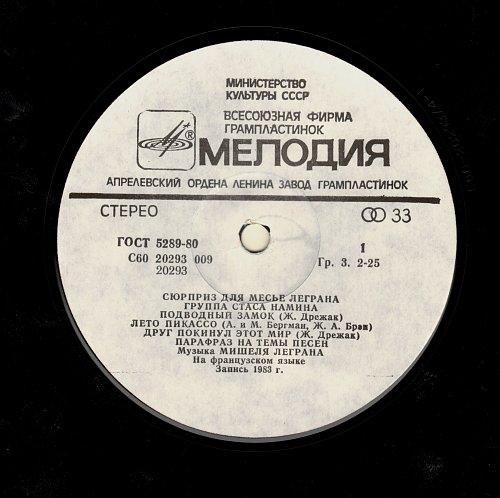 МИНИСТЕРСТВО
КУЛЬТУРЫ СССР
ВСЕСОЮЗНАЯ ФИРМА
ГРАМПЛАСТИНОК
® МЕЛОДИЯ
АПРЕЛЕВСКИЙ ОРДЕНА ЛЕНИНА ЗАВОД ГРАМПЛАСТИНОК
СТЕРЕО 33
ГОСТ 5289-80 1
С60 20293 009 Гр. 3. 2-25
20293
СЮРПРИЗ ДЛЯ МЕСЬЕ ЛЕГРАНА
ГРУППА СТАСА НАМИНА
ПОДВОДНЫЙ ЗАМОК (Ж. Дрежак)
ЛЕТО ПИКАССО (А. и М. Бергман, Ж. А. Брян)
ДРУГ ПОКИНУЛ ЭТОТ МИР (Ж. Дрежак)
ПАРАФРАЗ НА ТЕМЫ ПЕСЕН
Музыка МИШЕЛЯ ЛЕГРАНА
На французском языке
Запись 1983 г.